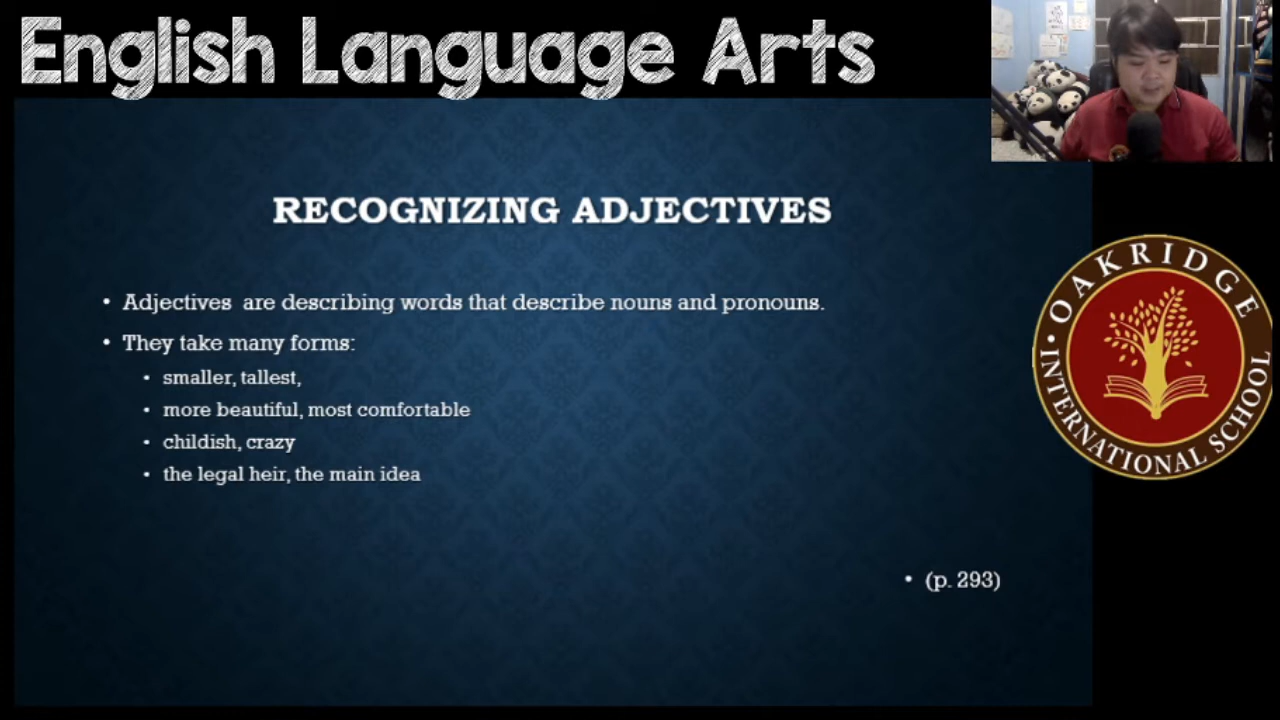 English Language Arts
RECOGNIZING ADJECTIVES
• Adjectives are describing words that describe nouns and pronouns.
• They take many forms:
• smaller, tallest,
• more beautiful, most comfortable
• childish, crazy
• the legal heir, the main idea
• (p. 293)
• OAKRIDGE •
INTERNATIONAL SCHOOL